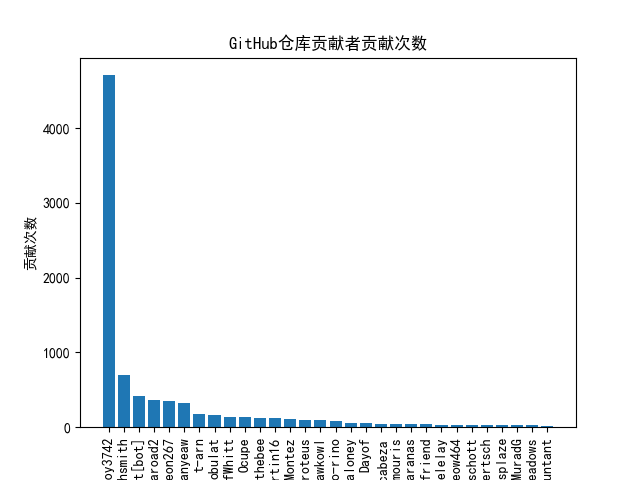 GitHub仓库贡献者贡献次数
贡献次数
4000
3000
2000
1000
0
oy3742
hsmith
t[bot]
aroad2
eon267
anyeaw
t-arn
obulat
fWhitt
Ocupe
thebee
rtin16
Montez
roteus
awkowl
o-rino
aloney
Dayof
cabeza
mouris
aranas
friend
elelay
eow464
schott
ertsch
splaze
MuradG
eadows
untant